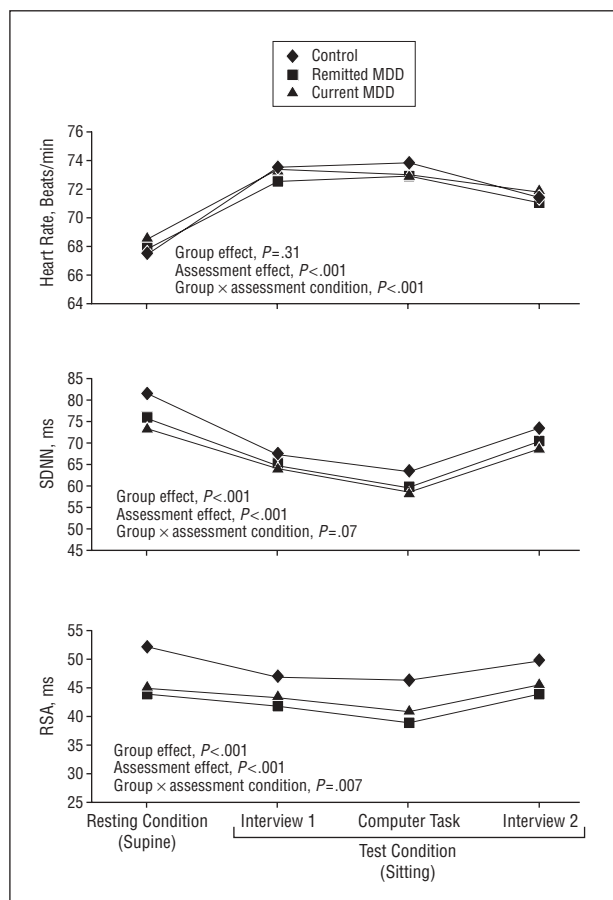 Control
Remitted MDD
Current MDD
76
74
72
70
68
66
64
Heart Rate, Beats/min
Group effect, P=.31
Assessment effect, P<.001
Group × assessment condition, P<.001
85
80
75
70
65
60
55
50
45
SDNN, ms
Group effect, P<.001
Assessment effect, P<.001
Group × assessment condition, P=.07
55
50
45
40
35
30
25
RSA, ms
Group effect, P<.001
Assessment effect, P<.001
Group × assessment condition, P=.007
Resting Condition
(Supine)
Interview 1
Computer Task
Interview 2
Test Condition
(Sitting)